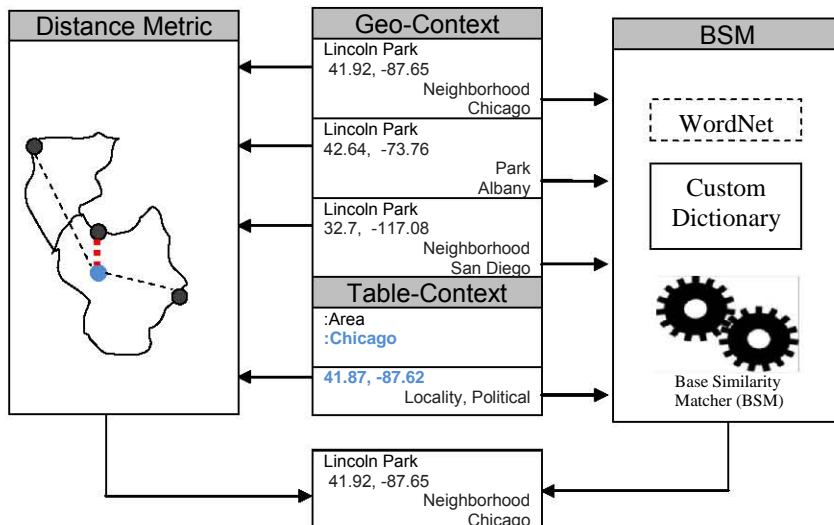 Distance Metric
Geo-Context
Lincoln Park
41.92, -87.65
Neighborhood
Chicago
Lincoln Park
42.64, -73.76
Park
Albany
Lincoln Park
32.7, -117.08
Neighborhood
San Diego
Table-Context
:Area
:Chicago
41.87, -87.62
Locality, Political
BSM
WordNet
Custom
Dictionary
Base Similarity
Matcher (BSM)
Lincoln Park
41.92, -87.65
Neighborhood
Chicago